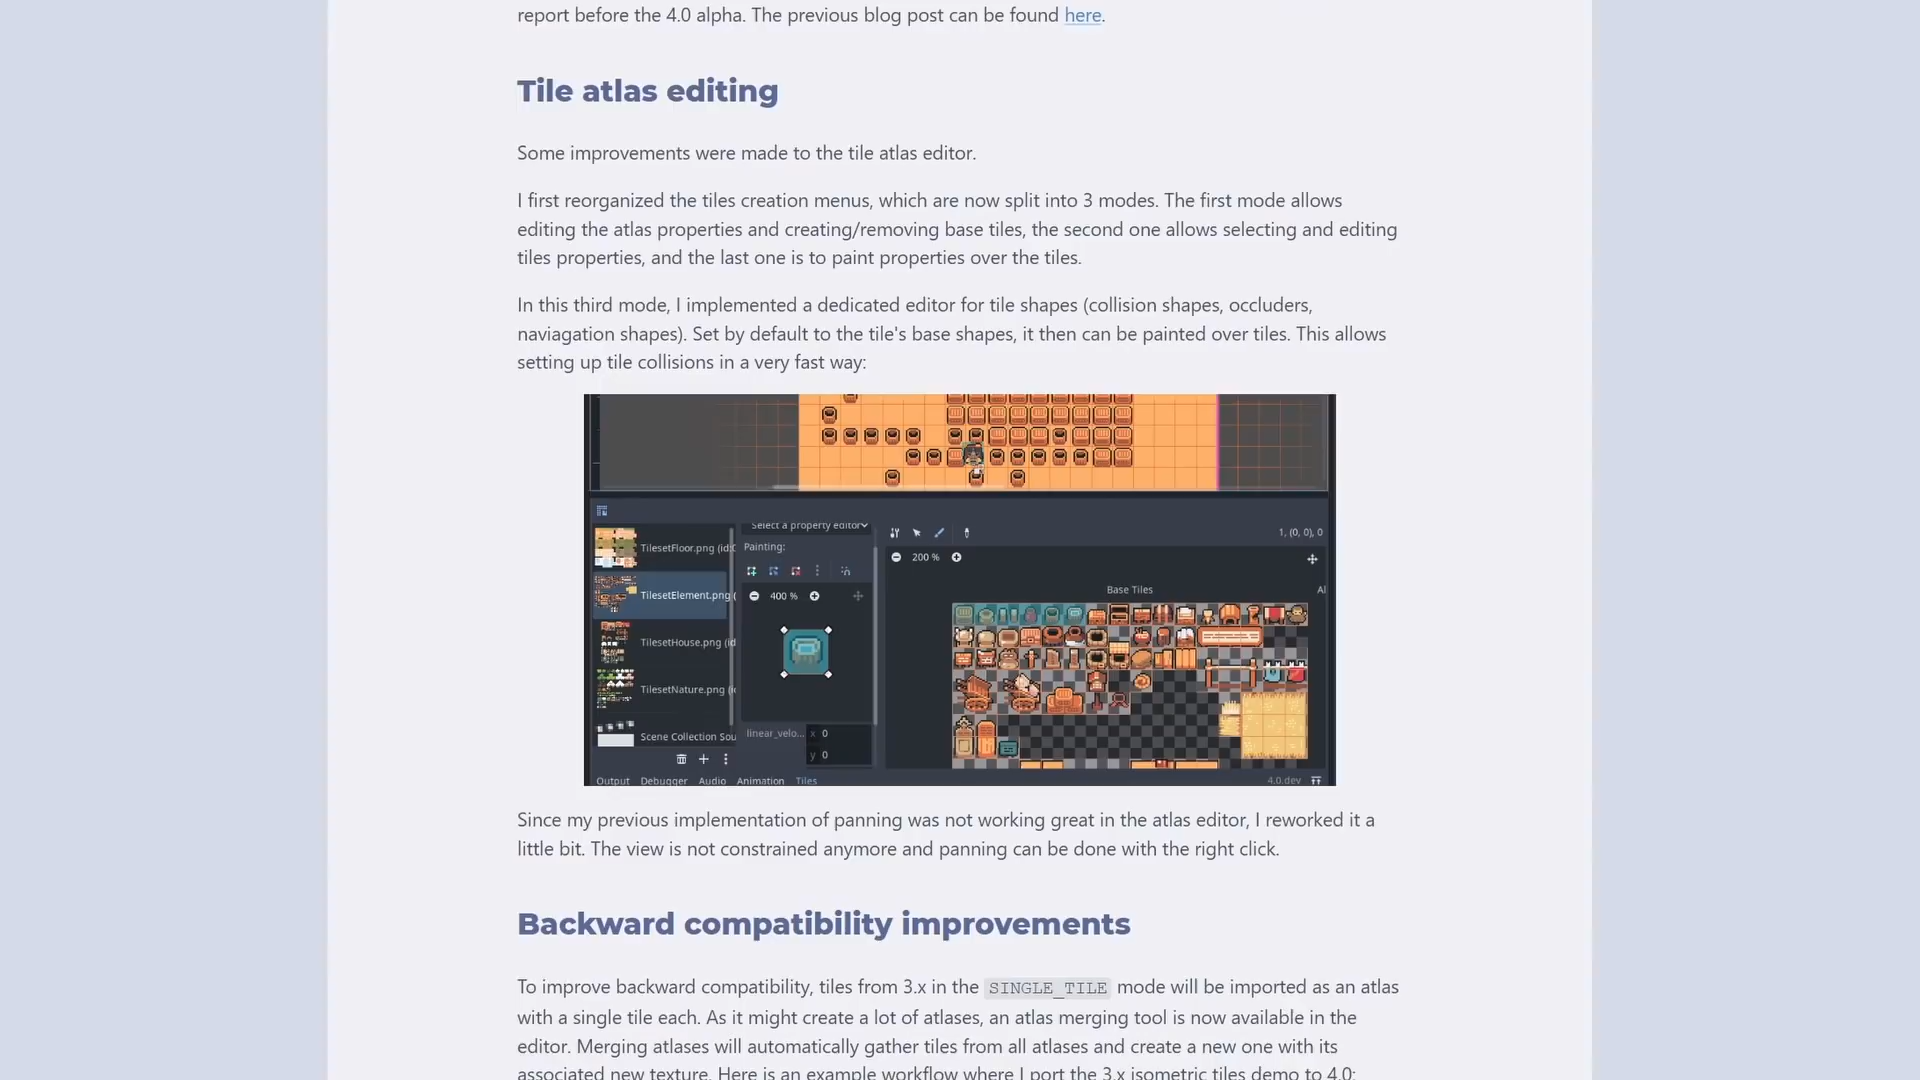 report before the 4.0 alpha. The previous blog post can be found here.
Tile atlas editing
Some improvements were made to the tile atlas editor.
I first reorganized the tiles creation menus, which are now split into 3 modes. The first mode allows
editing the atlas properties and creating/removing base tiles, the second one allows selecting and editing
tiles properties, and the last one is to paint properties over the tiles.
In this third mode, I implemented a dedicated editor for tile shapes (collision shapes, occluders,
naviagation shapes). Set by default to the tile's base shapes, it then can be painted over tiles. This allows
setting up tile collisions in a very fast way:
Select a property editor
1, (0, 0), 0
TilesetFloor.png (id:
Painting:
200 %
Base Tiles
Al
TilesetElement.png (
400 %
TilesetHouse.png (id
TilesetNature.png (i
linear_velo... x 0
Scene Collection Sou
y 0
Output Debugger Audio Animation Tiles
4.0.dev
Since my previous implementation of panning was not working great in the atlas editor, I reworked it a
little bit. The view is not constrained anymore and panning can be done with the right click.
Backward compatibility improvements
To improve backward compatibility, tiles from 3.x in the SINGLE_TILE mode will be imported as an atlas
with a single tile each. As it might create a lot of atlases, an atlas merging tool is now available in the
editor. Merging atlases will automatically gather tiles from all atlases and create a new one with its
associated new texture. Here is an example workflow where I port the 3.x isometric tiles demo to 4.0: